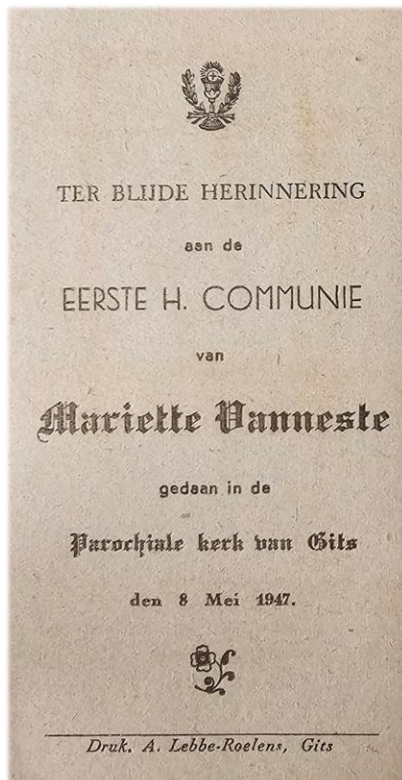 TER BLIJDE HERINNERING
aan de
EERSTE H. COMMUNIE
van
Mariette Vanneste
gedaan in de
Parochiale kerk van Gits
den 8 Mei 1947.
Druk. A. Lebbe-Roelens, Gits